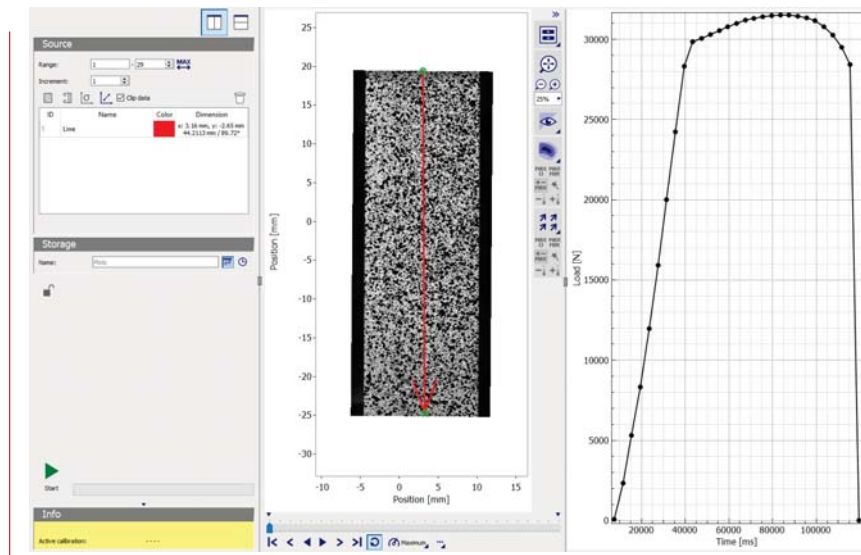 Source
Range: 1 - 29 MAX
Increment: 1
Clip data
ID Name Color Dimension
1 Line x: 3.16 mm, y: -2.65 mm
44.2113 mm / 89.72°
Storage
Name:
Start
Info
Active calibration: ----
25
20
15
10
5
0
-5
-10
-15
-20
-25
-30
Position [mm]
-10 -5 0 5 10 15
Position [mm]
Maximum
25%
30000
25000
20000
15000
10000
5000
0
Load [N]
20000 40000 60000 80000 100000
Time [ms]